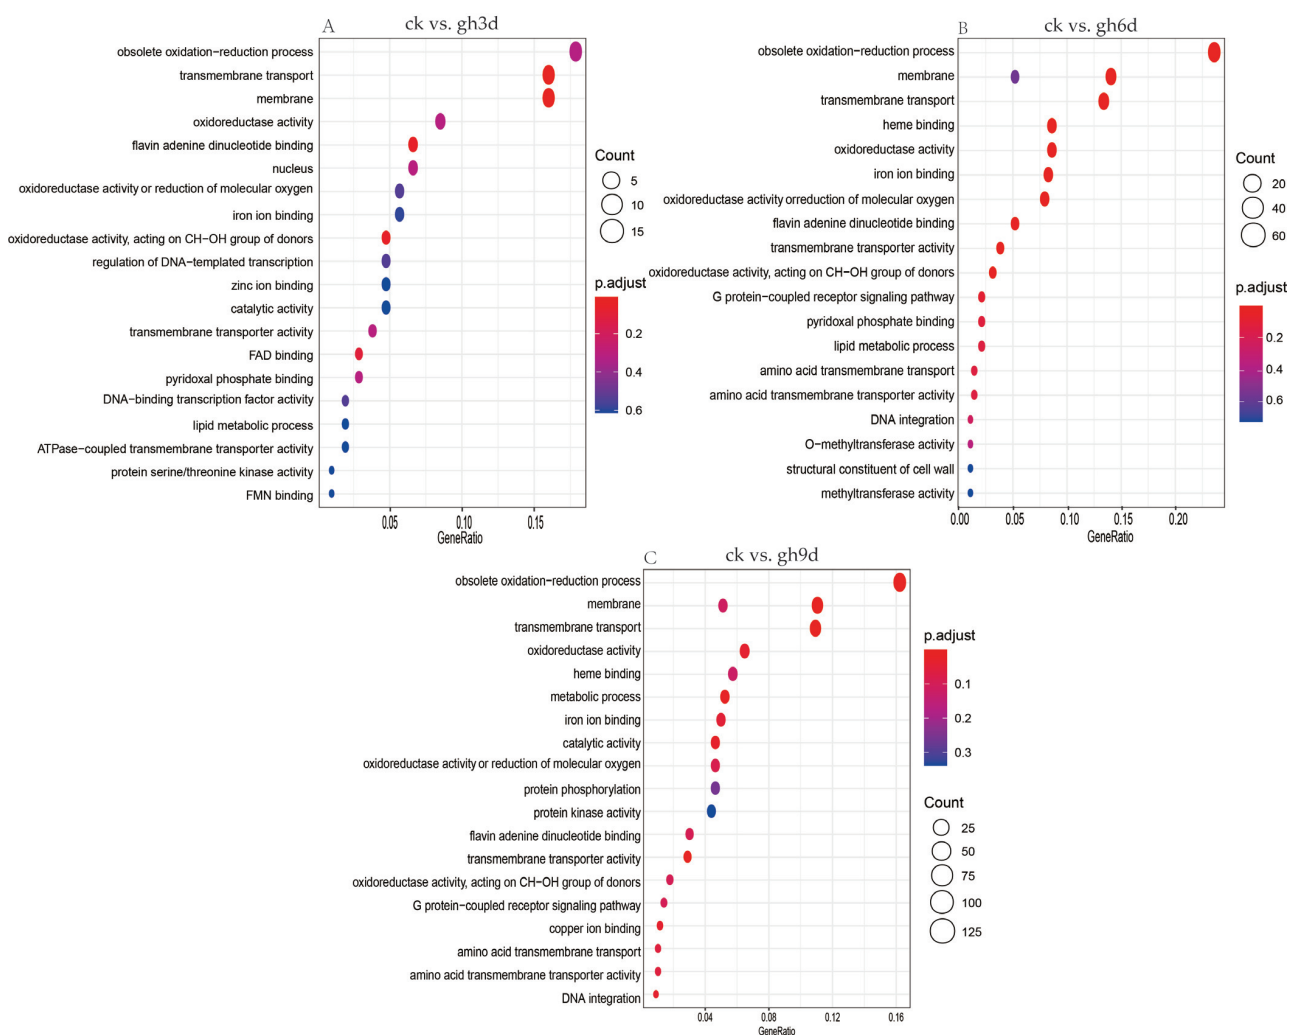 A
ck vs. gh3d
obsolete oxidation−reduction process
transmembrane transport
membrane
oxidoreductase activity
flavin adenine dinucleotide binding
nucleus
oxidoreductase activity or reduction of molecular oxygen
iron ion binding
oxidoreductase activity, acting on CH−OH group of donors
regulation of DNA−templated transcription
zinc ion binding
catalytic activity
transmembrane transporter activity
FAD binding
pyridoxal phosphate binding
DNA−binding transcription factor activity
lipid metabolic process
ATPase−coupled transmembrane transporter activity
protein serine/threonine kinase activity
FMN binding
0.05 0.10 0.15
GeneRatio
Count
5
10
15
p.adjust
0.2
0.4
0.6
B
ck vs. gh6d
obsolete oxidation−reduction process
membrane
transmembrane transport
heme binding
oxidoreductase activity
iron ion binding
oxidoreductase activity orreduction of molecular oxygen
flavin adenine dinucleotide binding
transmembrane transporter activity
oxidoreductase activity, acting on CH−OH group of donors
G protein−coupled receptor signaling pathway
pyridoxal phosphate binding
lipid metabolic process
amino acid transmembrane transport
amino acid transmembrane transporter activity
DNA integration
O−methyltransferase activity
structural constituent of cell wall
methyltransferase activity
0.00 0.05 0.10 0.15 0.20
GeneRatio
Count
20
40
60
p.adjust
0.2
0.4
0.6
C
ck vs. gh9d
obsolete oxidation−reduction process
membrane
transmembrane transport
oxidoreductase activity
heme binding
metabolic process
iron ion binding
catalytic activity
oxidoreductase activity or reduction of molecular oxygen
protein phosphorylation
protein kinase activity
flavin adenine dinucleotide binding
transmembrane transporter activity
oxidoreductase activity, acting on CH−OH group of donors
G protein−coupled receptor signaling pathway
copper ion binding
amino acid transmembrane transport
amino acid transmembrane transporter activity
DNA integration
0.04 0.08 0.12 0.16
GeneRatio
p.adjust
0.1
0.2
0.3
Count
25
50
75
100
125